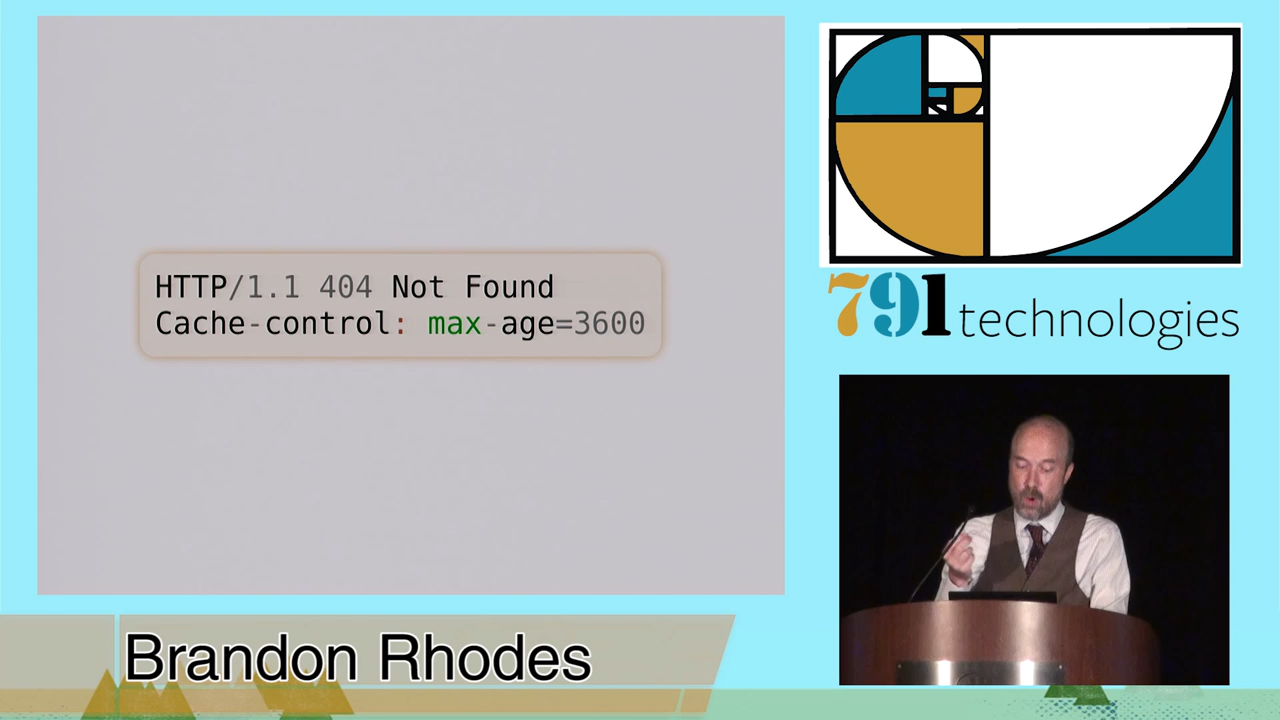 HTTP/1.1 404 Not Found
Cache-control: max-age=3600
791 technologies
Brandon Rhodes